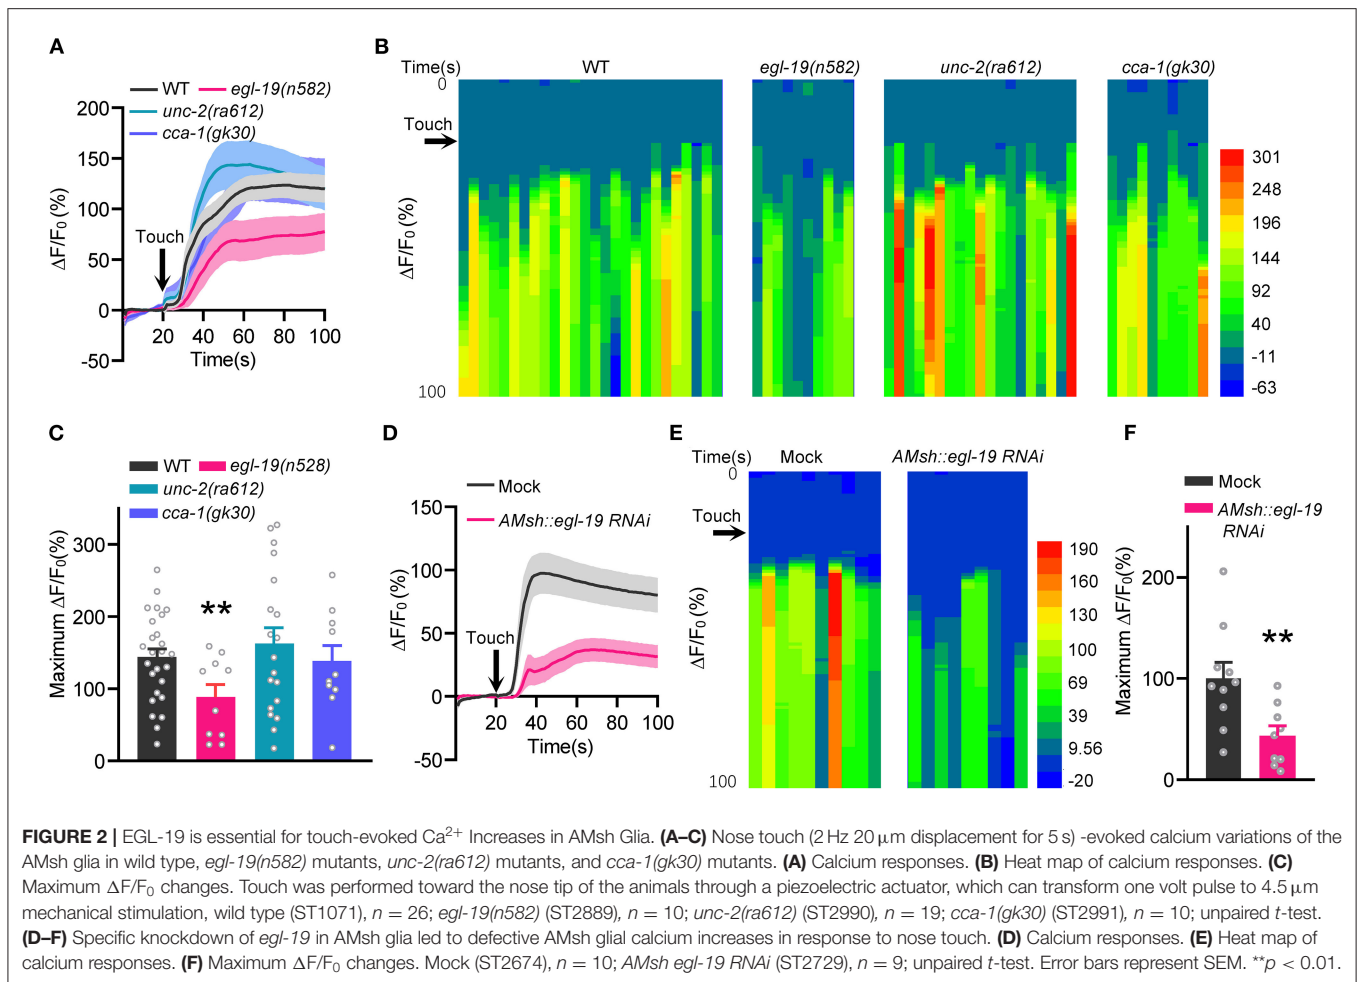 A
WT egl-19(n582)
unc-2(ra612)
cca-1(gk30)
200
150
100
50
0
-50
ΔF/F0 (%)
Touch
0 20 40 60 80 100
Time(s)
B
Time(s) WT egl-19(n582) unc-2(ra612) cca-1(gk30)
0
Touch
ΔF/F0 (%)
100
301
248
196
144
92
40
-11
-63
C
WT egl-19(n528)
unc-2(ra612)
cca-1(gk30)
Maximum ΔF/F0(%)
300
200
100
0
**
D
Mock
AMsh::egl-19 RNAi
150
100
50
0
-50
ΔF/F0 (%)
Touch
20 40 60 80 100
Time(s)
E
Time(s) Mock AMsh::egl-19 RNAi
0
Touch
ΔF/F0 (%)
100
190
160
130
100
69
39
9.56
-20
F
Mock
AMsh::egl-19
RNAi
Maximum ΔF/F0(%)
200
100
0
**
FIGURE 2 | EGL-19 is essential for touch-evoked Ca2+ Increases in AMsh Glia. (A–C) Nose touch (2 Hz 20 μm displacement for 5 s) -evoked calcium variations of the
AMsh glia in wild type, egl-19(n582) mutants, unc-2(ra612) mutants, and cca-1(gk30) mutants. (A) Calcium responses. (B) Heat map of calcium responses. (C)
Maximum ΔF/F0 changes. Touch was performed toward the nose tip of the animals through a piezoelectric actuator, which can transform one volt pulse to 4.5 μm
mechanical stimulation, wild type (ST1071), n = 26; egl-19(n582) (ST2889), n = 10; unc-2(ra612) (ST2990), n = 19; cca-1(gk30) (ST2991), n = 10; unpaired t-test.
(D–F) Specific knockdown of egl-19 in AMsh glia led to defective AMsh glial calcium increases in response to nose touch. (D) Calcium responses. (E) Heat map of
calcium responses. (F) Maximum ΔF/F0 changes. Mock (ST2674), n = 10; AMsh egl-19 RNAi (ST2729), n = 9; unpaired t-test. Error bars represent SEM. **p < 0.01.